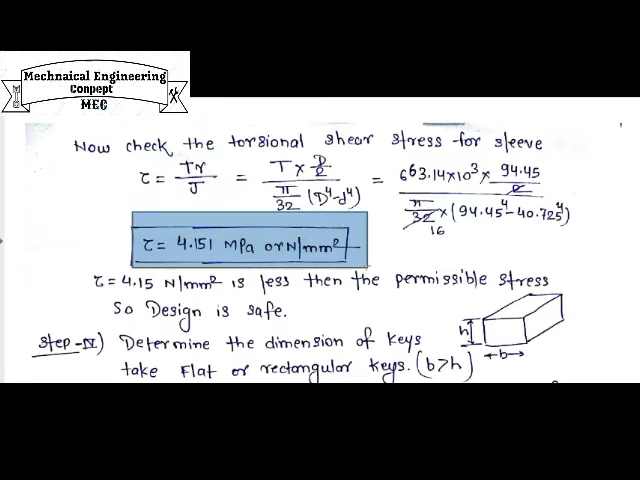 Mechnaical Engineering
Conpept
MEC
Now check the torsional shear stress for sleeve
τ = Tr/J = T × D/2 / π/32 (D⁴-d⁴) = 663.14×10³ × 94.45/2 / π/32 × (94.45⁴ - 40.725⁴)
16
τ = 4.151 MPa or N/mm²
τ = 4.15 N/mm² is less then the permissible stress
So Design is safe.
Step-IV) Determine the dimension of keys
take Flat or rectangular keys. (b>h)
h
b